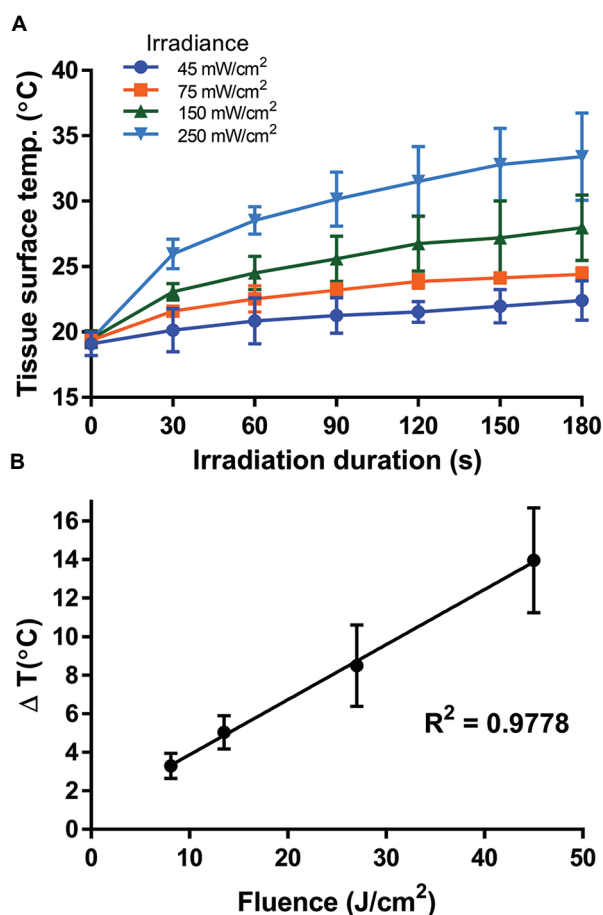 A
Irradiance
45 mW/cm²
75 mW/cm²
150 mW/cm²
250 mW/cm²
Tissue surface temp. (°C)
40
35
30
25
20
15
0 30 60 90 120 150 180
Irradiation duration (s)
B
Δ T(°C)
16
14
12
10
8
6
4
2
0
R² = 0.9778
0 10 20 30 40 50
Fluence (J/cm²)